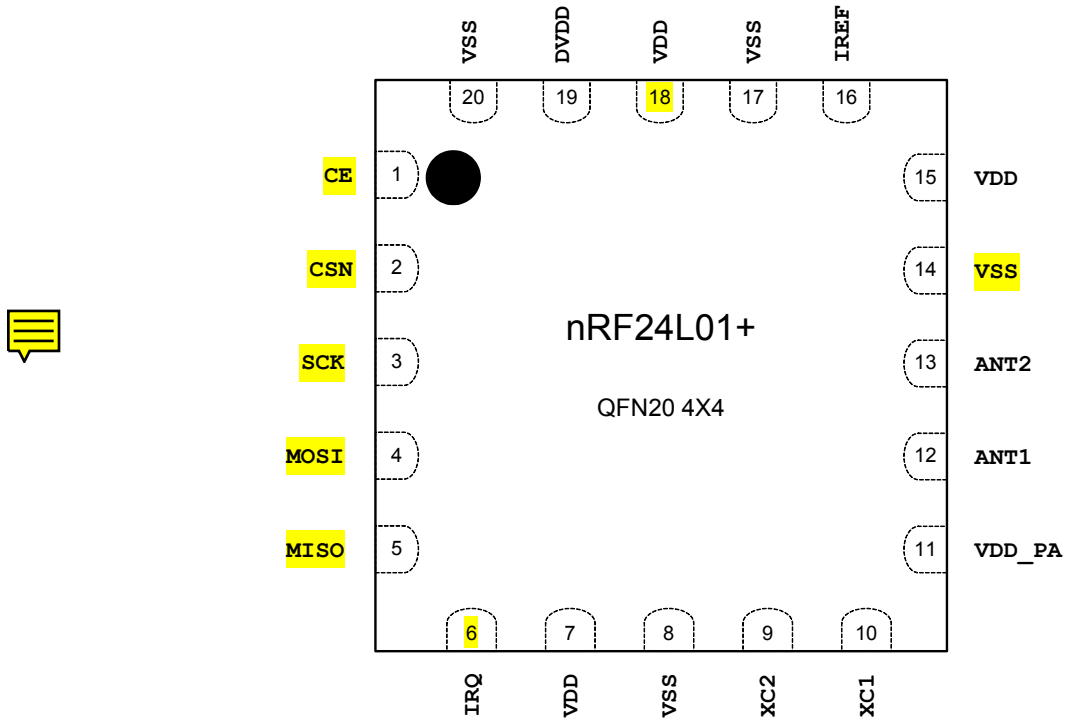 VSS DVDD VDD VSS IREF
20 19 18 17 16
CE 1 15 VDD
CSN 2 14 VSS
nRF24L01+
SCK 3 13 ANT2
QFN20 4X4
MOSI 4 12 ANT1
MISO 5 11 VDD_PA
6 7 8 9 10
IRQ VDD VSS XC2 XC1